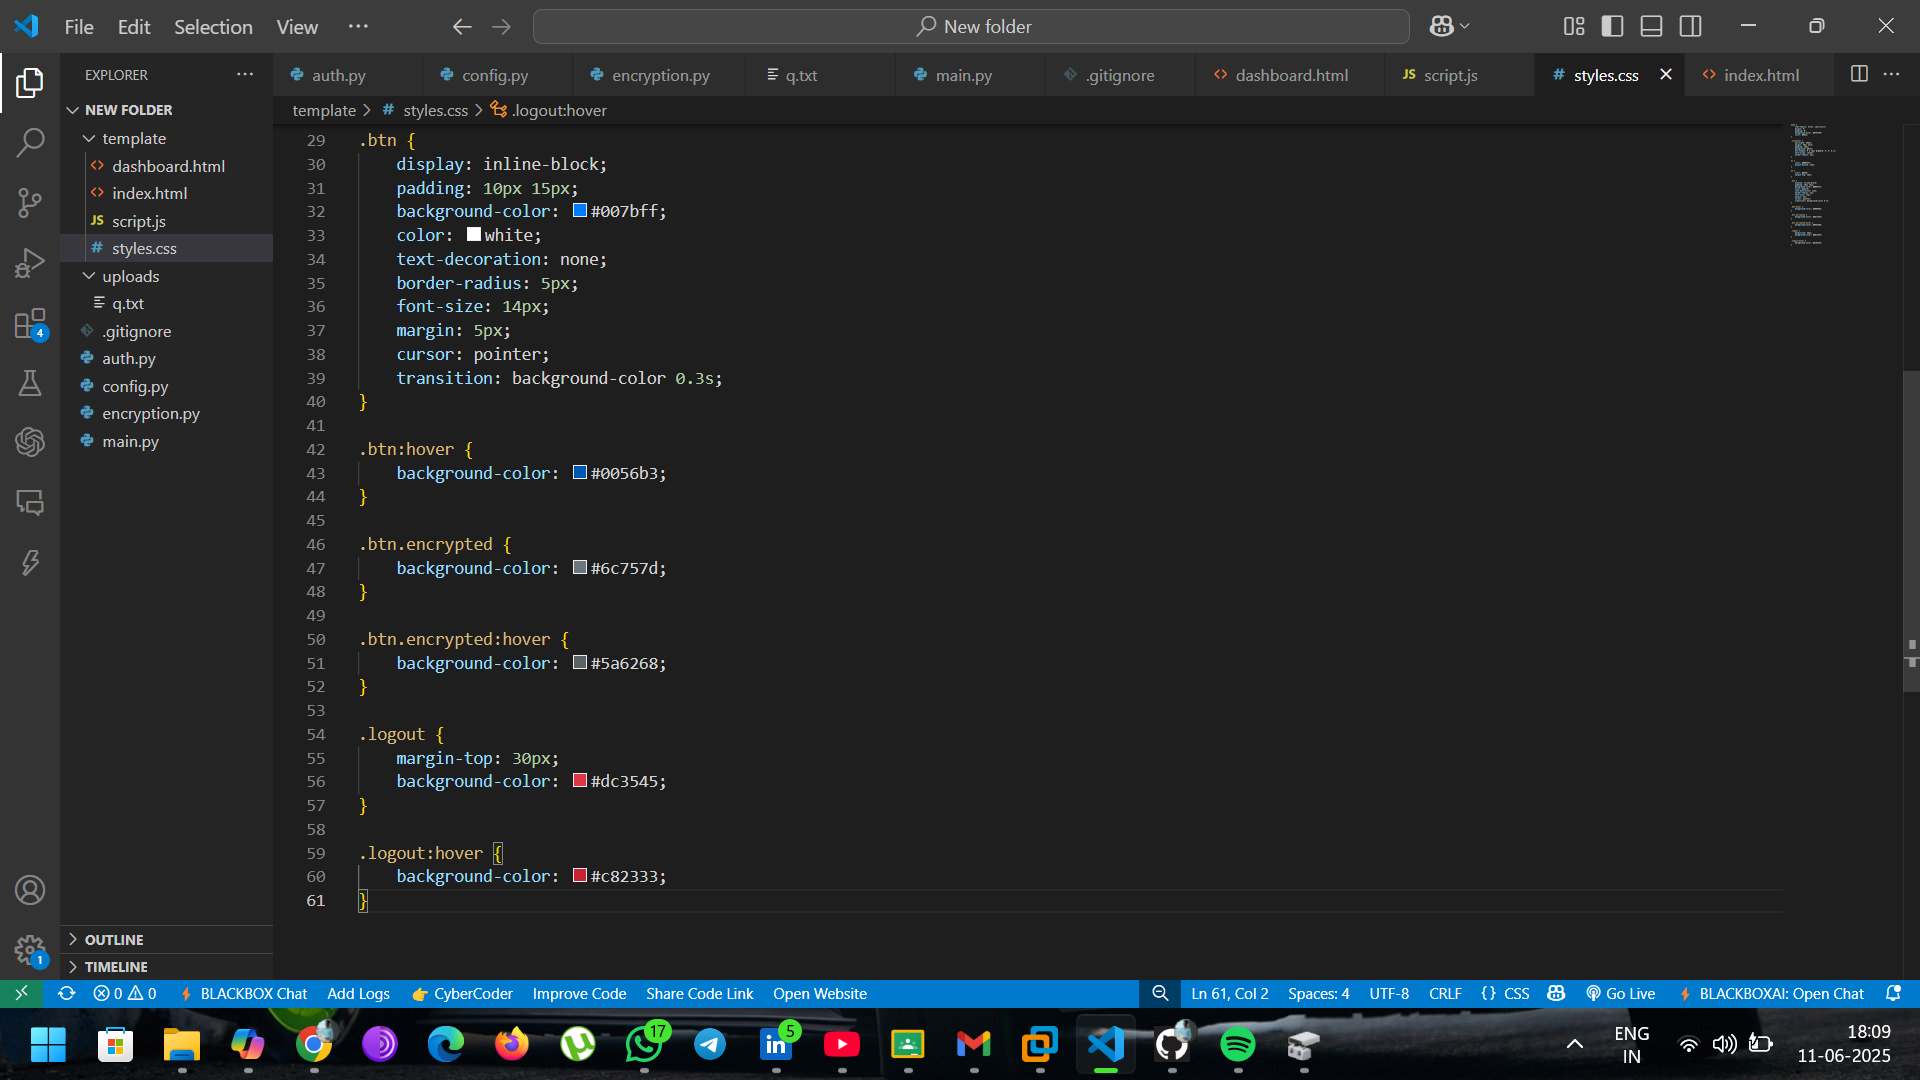 File Edit Selection View ··· New folder
EXPLORER ···
NEW FOLDER
template
dashboard.html
index.html
JS script.js
# styles.css
uploads
q.txt
.gitignore
auth.py
config.py
encryption.py
main.py
OUTLINE
TIMELINE
4
1
auth.py config.py encryption.py q.txt main.py .gitignore dashboard.html JS script.js # styles.css index.html
template > # styles.css > .logout:hover
29 .btn {
30     display: inline-block;
31     padding: 10px 15px;
32     background-color: #007bff;
33     color: white;
34     text-decoration: none;
35     border-radius: 5px;
36     font-size: 14px;
37     margin: 5px;
38     cursor: pointer;
39     transition: background-color 0.3s;
40 }
41
42 .btn:hover {
43     background-color: #0056b3;
44 }
45
46 .btn.encrypted {
47     background-color: #6c757d;
48 }
49
50 .btn.encrypted:hover {
51     background-color: #5a6268;
52 }
53
54 .logout {
55     margin-top: 30px;
56     background-color: #dc3545;
57 }
58
59 .logout:hover {
60     background-color: #c82333;
61 }
0 0 BLACKBOX Chat Add Logs CyberCoder Improve Code Share Code Link Open Website Ln 61, Col 2 Spaces: 4 UTF-8 CRLF {} CSS Go Live BLACKBOXAI: Open Chat
17 5 in
ENG
IN
18:09
11-06-2025